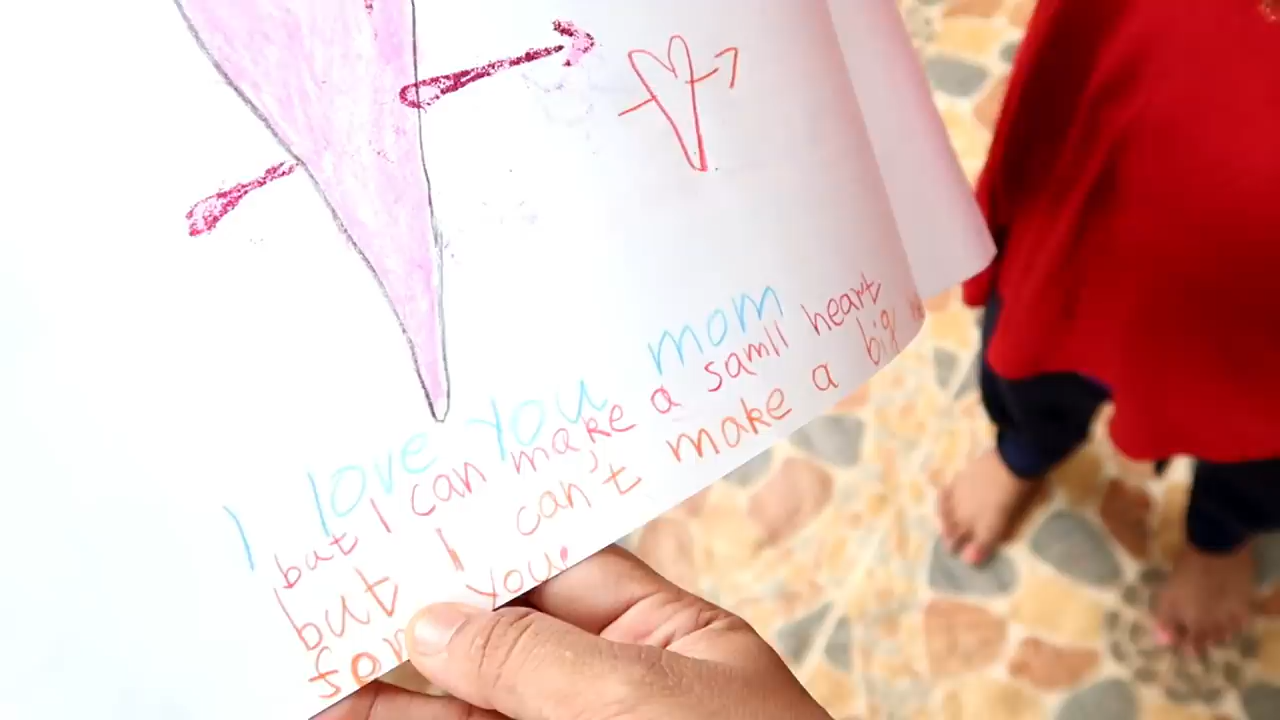 I love you mom
but I can make a samll heart
but I can't make a big
for you.